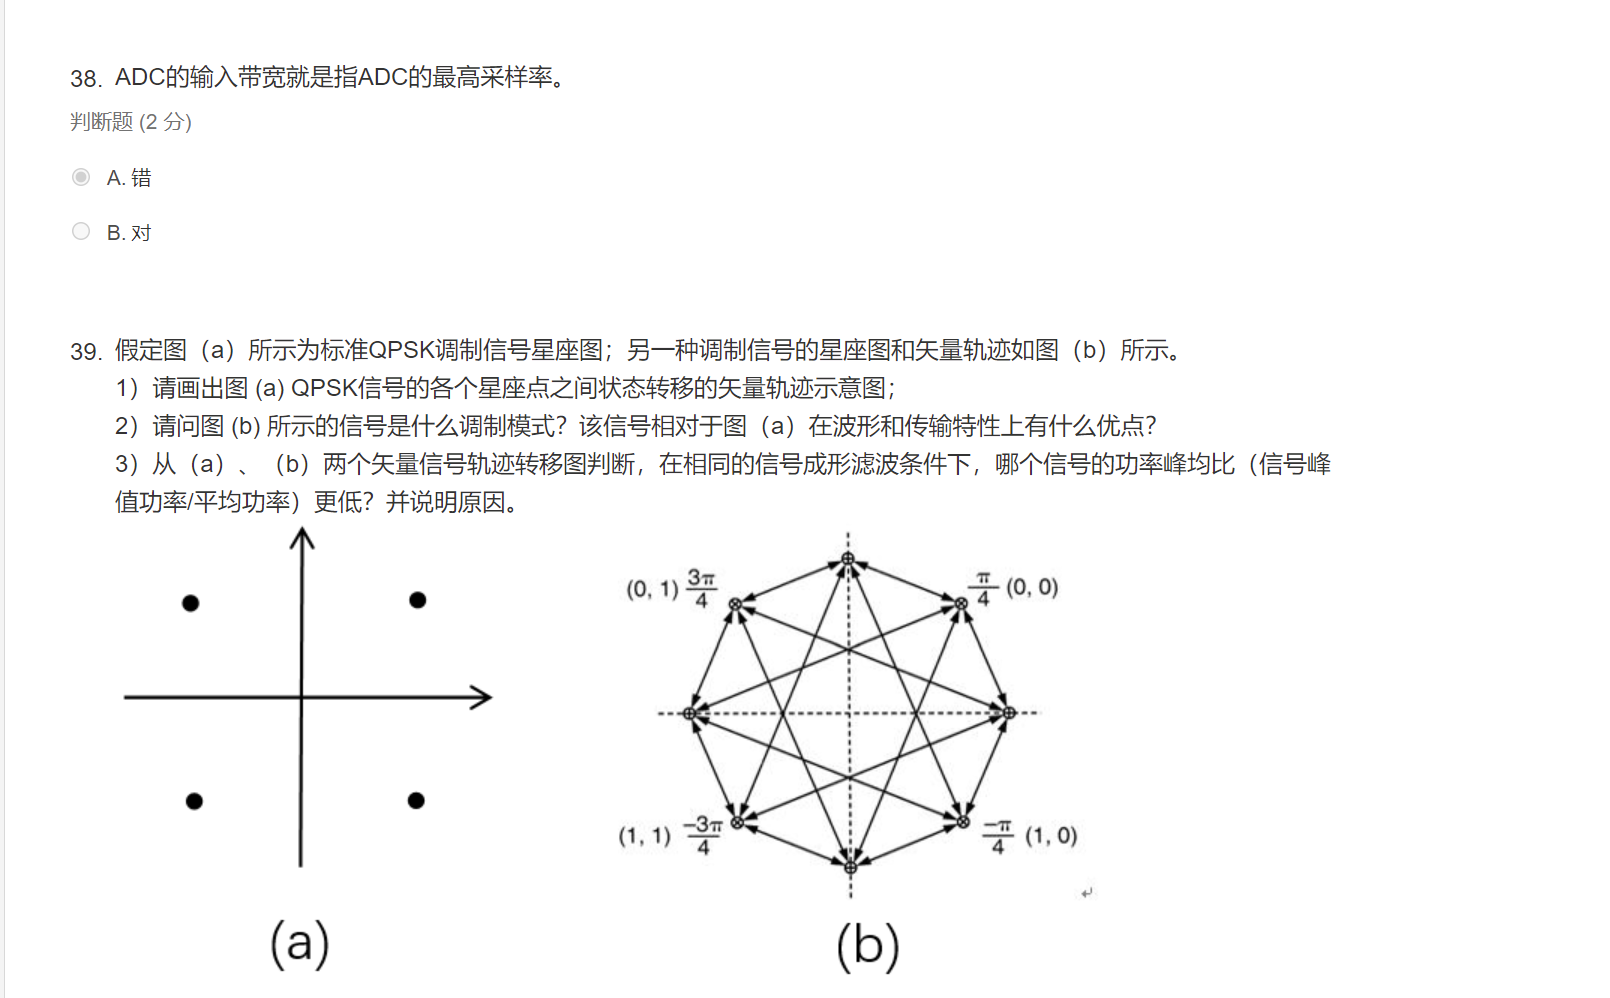 38. ADC的输入带宽就是指ADC的最高采样率。
判断题 (2 分)
A. 错
B. 对
39. 假定图（a）所示为标准QPSK调制信号星座图；另一种调制信号的星座图和矢量轨迹如图（b）所示。
1）请画出图 (a) QPSK信号的各个星座点之间状态转移的矢量轨迹示意图；
2）请问图 (b) 所示的信号是什么调制模式？该信号相对于图（a）在波形和传输特性上有什么优点？
3）从（a）、（b）两个矢量信号轨迹转移图判断，在相同的信号成形滤波条件下，哪个信号的功率峰均比（信号峰
值功率/平均功率）更低？并说明原因。
(0, 1) 3π/4
π/4 (0, 0)
(1, 1) -3π/4
-π/4 (1, 0)
(a)
(b)